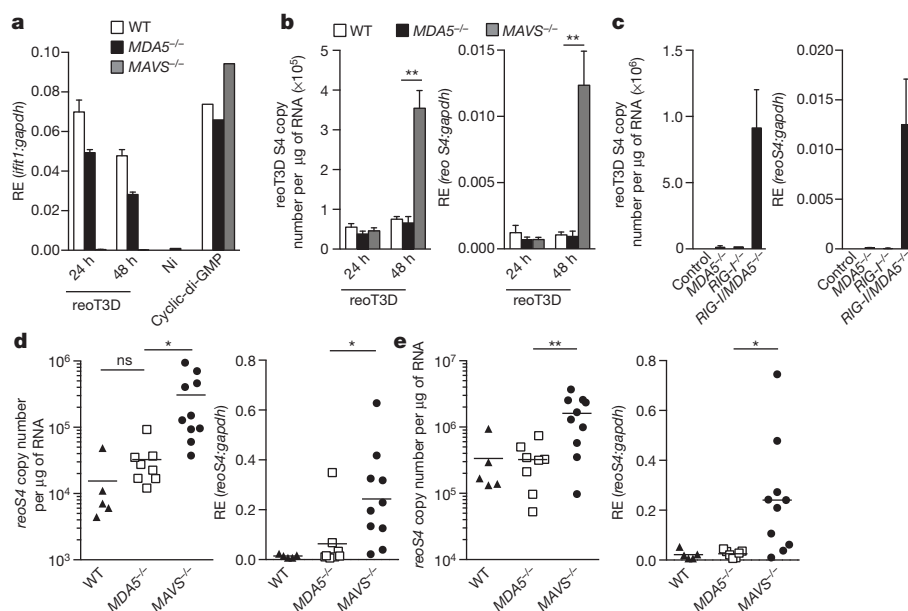 a
WT
MDA5–/–
MAVS–/–
RE (ifit1:gapdh)
0.10
0.08
0.06
0.04
0.02
0.00
24 h
48 h
Ni
Cyclic-di-GMP
reoT3D
b
WT
MDA5–/–
MAVS–/–
reoT3D S4 copy
number per μg of RNA (×10⁵)
5
4
3
2
1
0
**
24 h
48 h
reoT3D
RE (reo S4:gapdh)
0.015
0.010
0.005
0.000
**
24 h
48 h
reoT3D
c
reoT3D S4 copy
number per μg of RNA (×10⁶)
1.5
1.0
5.0
0
Control
MDA5–/–
RIG-I–/–
RIG-I/MDA5–/–
RE (reoS4:gapdh)
0.020
0.015
0.010
0.005
0.000
Control
MDA5–/–
RIG-I–/–
RIG-I/MDA5–/–
d
reoS4 copy number
per μg of RNA
10⁶
10⁵
10⁴
10³
ns
*
WT
MDA5–/–
MAVS–/–
RE (reoS4:gapdh)
0.8
0.6
0.4
0.2
0.0
*
WT
MDA5–/–
MAVS–/–
e
reoS4 copy number per μg of RNA
10⁷
10⁶
10⁵
10⁴
**
WT
MDA5–/–
MAVS–/–
RE (reoS4:gapdh)
0.8
0.6
0.4
0.2
0.0
*
WT
MDA5–/–
MAVS–/–